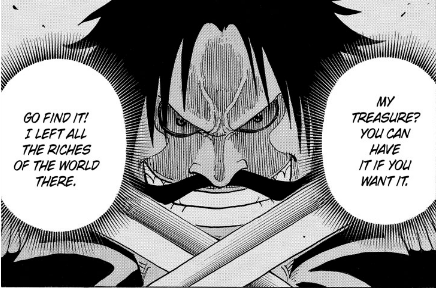 MY
TREASURE?
YOU CAN
HAVE
IT IF YOU
WANT IT.
GO FIND IT!
I LEFT ALL
THE RICHES
OF THE WORLD
THERE.